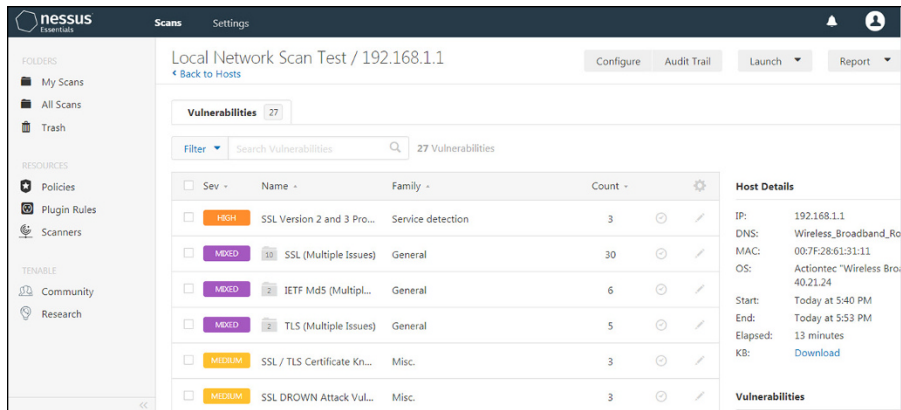 nessus
Essentials
Scans Settings
FOLDERS
My Scans
All Scans
Trash
RESOURCES
Policies
Plugin Rules
Scanners
TENABLE
Community
Research
Local Network Scan Test / 192.168.1.1
Back to Hosts
Configure Audit Trail Launch Report
Vulnerabilities 27
Filter Search Vulnerabilities 27 Vulnerabilities
Sev Name Family Count
HIGH SSL Version 2 and 3 Pro... Service detection 3
MIXED 10 SSL (Multiple Issues) General 30
MIXED 2 IETF Md5 (Multipl... General 6
MIXED 2 TLS (Multiple Issues) General 5
MEDIUM SSL / TLS Certificate Kn... Misc. 3
MEDIUM SSL DROWN Attack Vul... Misc. 3
Host Details
IP: 192.168.1.1
DNS: Wireless_Broadband_Ro
MAC: 00:7F:28:61:31:11
OS: Actiontec "Wireless Broa
40.21.24
Start: Today at 5:40 PM
End: Today at 5:53 PM
Elapsed: 13 minutes
KB: Download
Vulnerabilities